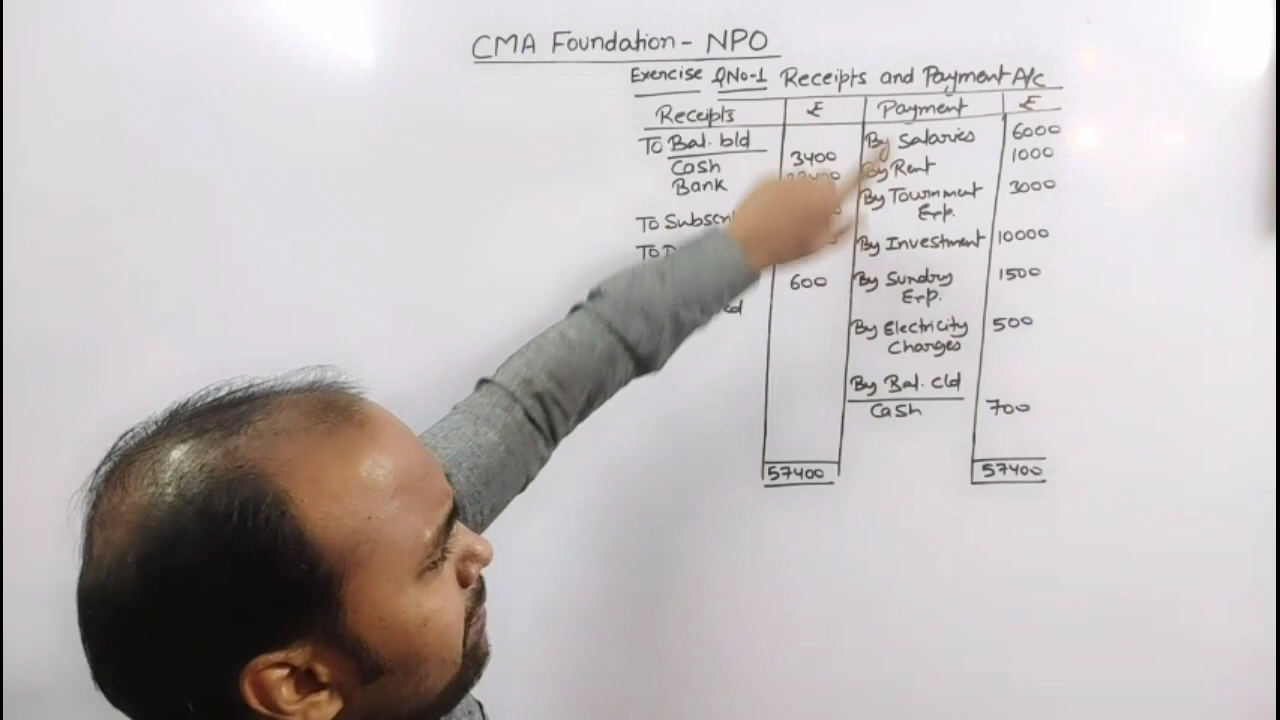 CMA Foundation - NPO
Exercise QNo-1 Receipts and Payment A/c
Receipts ₹ Payment ₹
To Bal. b/d By Salaries 6000
Cash 3400 By Rent 1000
Bank By Tournment 3000
Exp.
To Subscri
By Investment 10000
600 By Sundry 1500
Exp.
By Electricity 500
Charges
By Bal. c/d
Cash 700
57400 57400